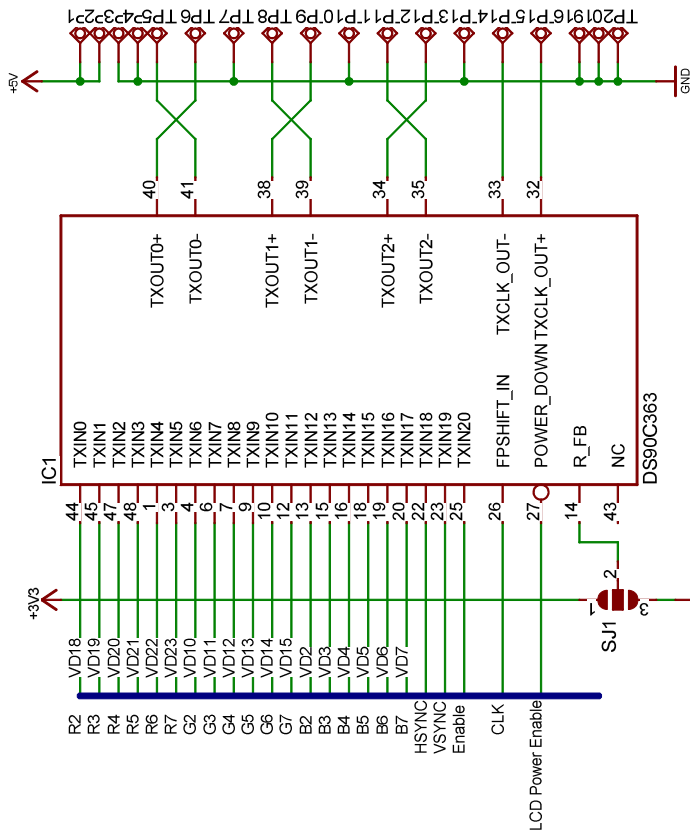 TP2
TP1
TP3
TP4
TP5
TP6
TP7
TP8
TP9
TP10
TP11
TP12
TP13
TP14
TP15
TP16
TP19
TP20
+5V
GND
40
41
38
39
34
35
33
32
TXOUT0+
TXOUT0-
TXOUT1+
TXOUT1-
TXOUT2+
TXOUT2-
TXCLK_OUT-
TXCLK_OUT+
IC1
DS90C363
TXIN0
TXIN1
TXIN2
TXIN3
TXIN4
TXIN5
TXIN6
TXIN7
TXIN8
TXIN9
TXIN10
TXIN11
TXIN12
TXIN13
TXIN14
TXIN15
TXIN16
TXIN17
TXIN18
TXIN19
TXIN20
FPSHIFT_IN
POWER_DOWN
R_FB
NC
44
45
47
48
1
3
4
6
7
9
10
12
13
15
16
18
19
20
22
23
25
26
27
14
43
+3V3
1
2
3
SJ1
VD18
VD19
VD20
VD21
VD22
VD23
VD10
VD11
VD12
VD13
VD14
VD15
VD2
VD3
VD4
VD5
VD6
VD7
R2
R3
R4
R5
R6
R7
G2
G3
G4
G5
G6
G7
B2
B3
B4
B5
B6
B7
HSYNC
VSYNC
Enable
CLK
LCD Power Enable